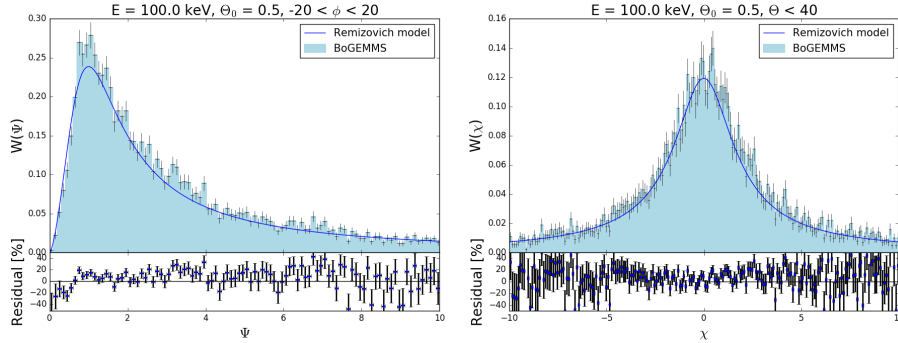 E = 100.0 keV, Θ₀ = 0.5, -20 < ϕ < 20
W(Ψ)
0.30
0.25
0.20
0.15
0.10
0.05
0.00
Remizovich model
BoGEMMS
Residual [%]
40
20
0
−20
−40
0 2 4 6 8 10
Ψ
E = 100.0 keV, Θ₀ = 0.5, Θ < 40
W(χ)
0.16
0.14
0.12
0.10
0.08
0.06
0.04
0.02
0.00
Remizovich model
BoGEMMS
Residual [%]
40
20
0
−20
−40
−10 −5 0 5 10
χ